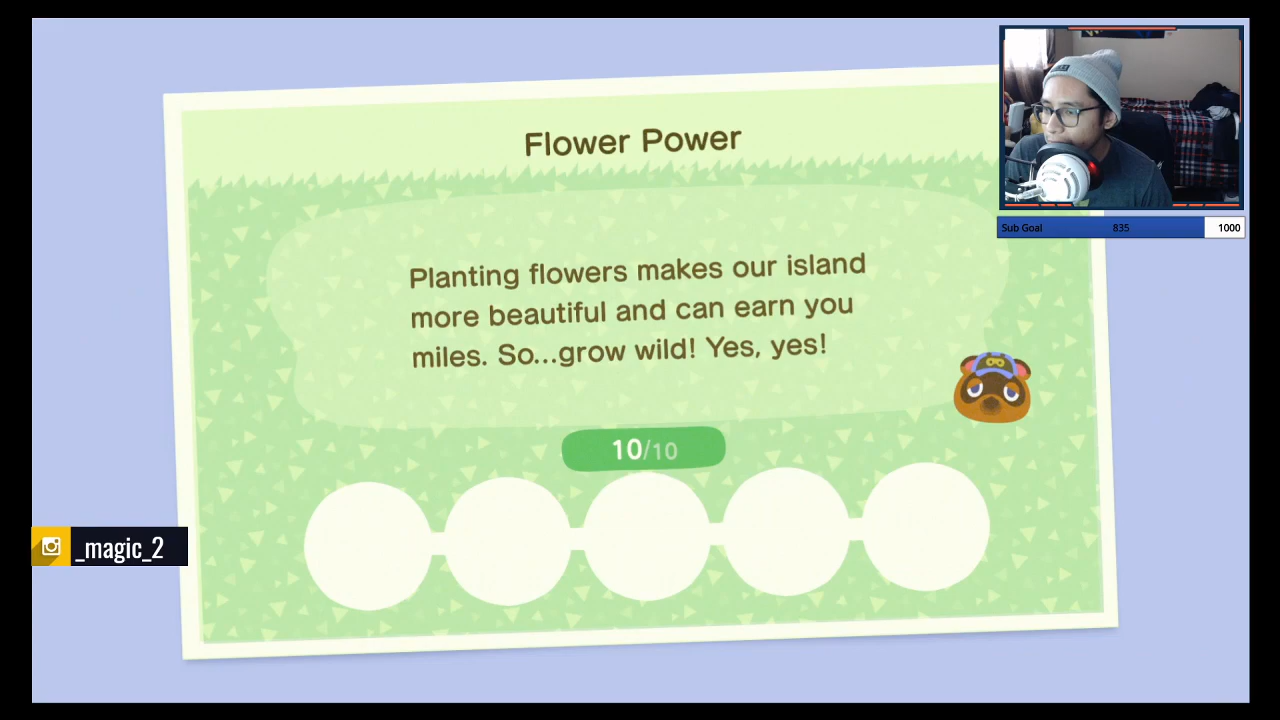 Flower Power
Planting flowers makes our island
more beautiful and can earn you
miles. So...grow wild! Yes, yes!
10/10
Sub Goal 835 1000
_magic_2